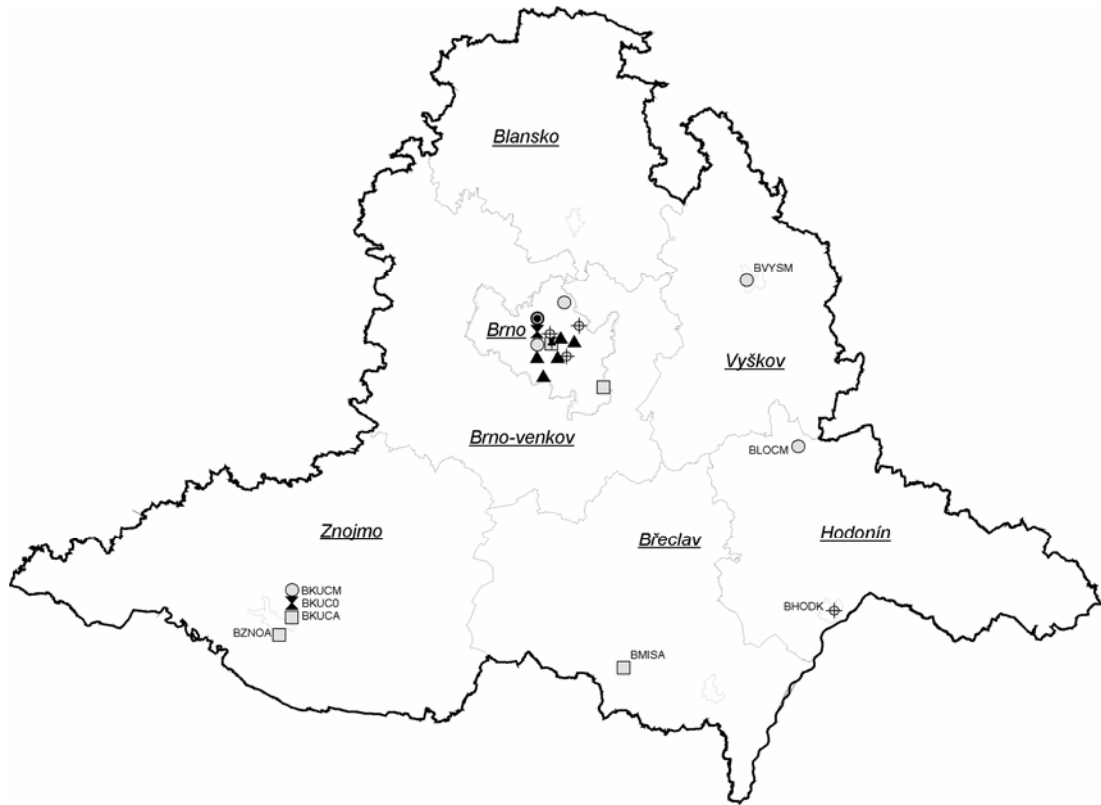 Blansko
BVYSM
Brno
Vyškov
Brno-venkov
BLOCM
Znojmo
Břeclav
Hodonín
BKUCM
BKUC0
BKUCA
BZNOA
BHODK
BMISA